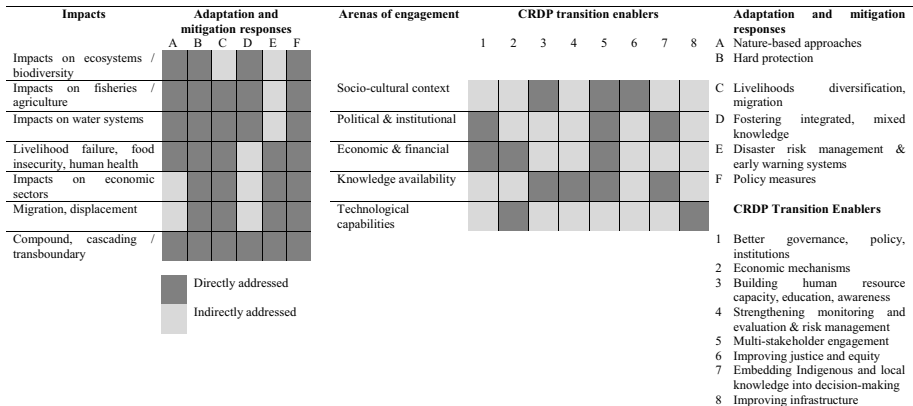 Impacts
Adaptation and
mitigation responses
A B C D E F
Impacts on ecosystems /
biodiversity
Impacts on fisheries /
agriculture
Impacts on water systems
Livelihood failure, food
insecurity, human health
Impacts on economic
sectors
Migration, displacement
Compound, cascading /
transboundary
Directly addressed
Indirectly addressed
Arenas of engagement
CRDP transition enablers
1 2 3 4 5 6 7 8
Socio-cultural context
Political & institutional
Economic & financial
Knowledge availability
Technological
capabilities
Adaptation and mitigation
responses
A Nature-based approaches
B Hard protection
C Livelihoods diversification,
migration
D Fostering integrated, mixed
knowledge
E Disaster risk management &
early warning systems
F Policy measures
CRDP Transition Enablers
1 Better governance, policy,
institutions
2 Economic mechanisms
3 Building human resource
capacity, education, awareness
4 Strengthening monitoring and
evaluation & risk management
5 Multi-stakeholder engagement
6 Improving justice and equity
7 Embedding Indigenous and local
knowledge into decision-making
8 Improving infrastructure